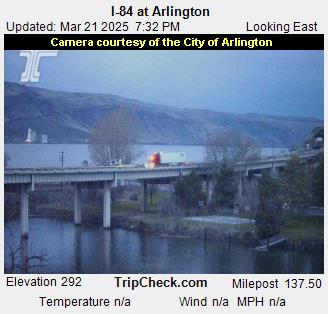 I-84 at Arlington
Updated: Mar 21 2025 7:32 PM Looking East
Camera courtesy of the City of Arlington
Elevation 292 TripCheck.com Milepost 137.50
Temperature n/a Wind n/a MPH n/a